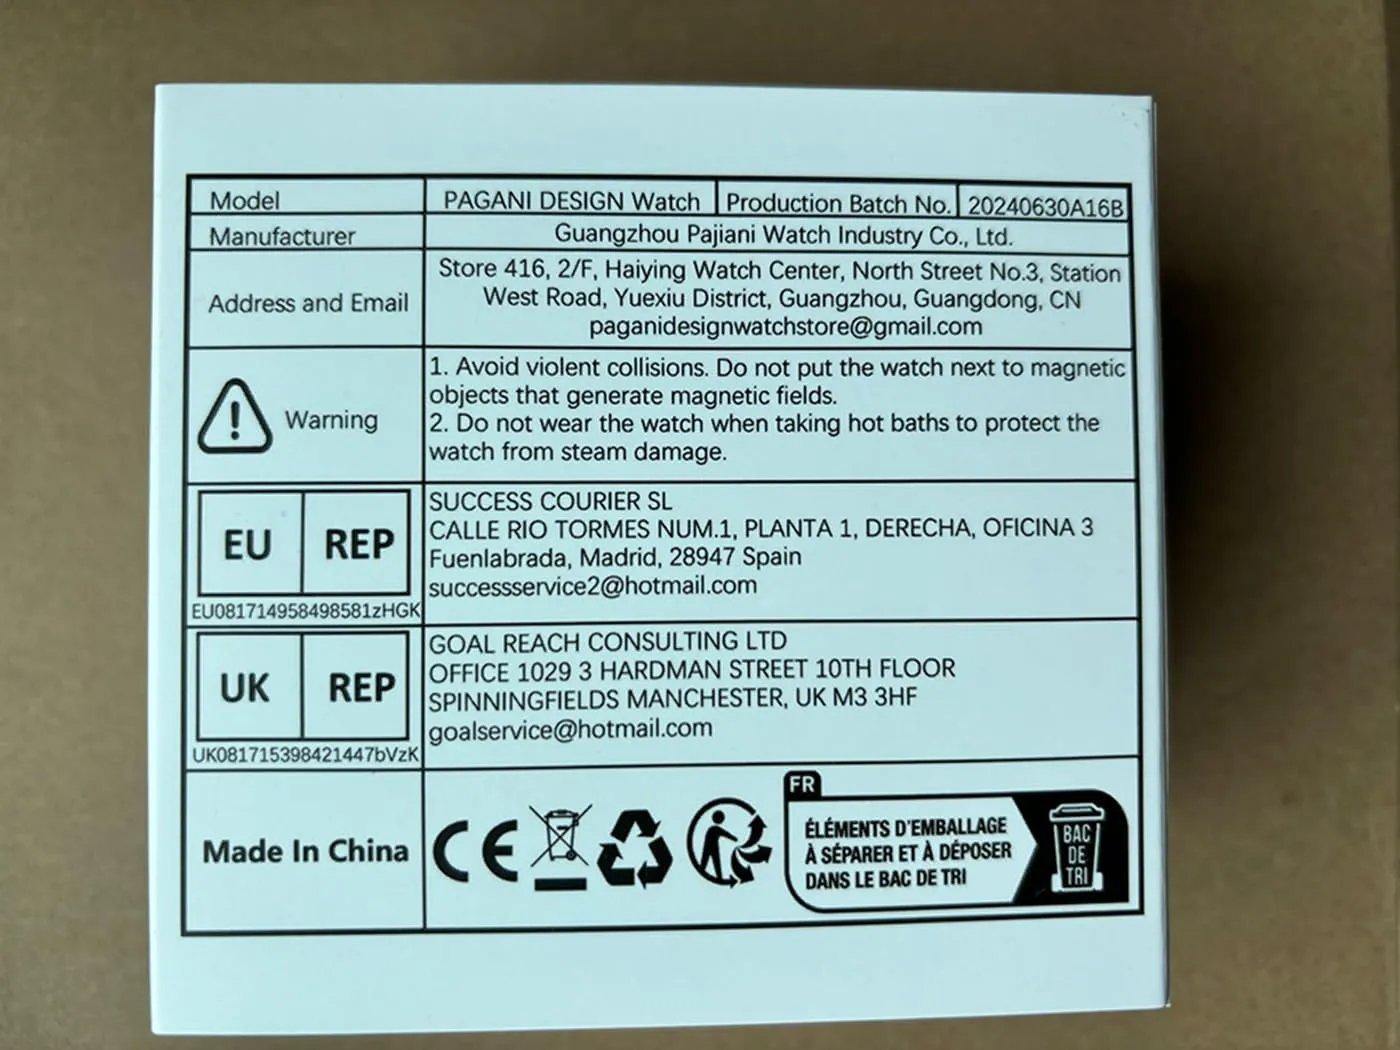 Model PAGANI DESIGN Watch Production Batch No. 20240630A16B
Manufacturer Guangzhou Pajiani Watch Industry Co., Ltd.
Address and Email
Store 416, 2/F, Haiying Watch Center, North Street No.3, Station
West Road, Yuexiu District, Guangzhou, Guangdong, CN
paganidesignwatchstore@gmail.com
Warning
1. Avoid violent collisions. Do not put the watch next to magnetic
objects that generate magnetic fields.
2. Do not wear the watch when taking hot baths to protect the
watch from steam damage.
EU REP
EU081714958498581zHGK
SUCCESS COURIER SL
CALLE RIO TORMES NUM.1, PLANTA 1, DERECHA, OFICINA 3
Fuenlabrada, Madrid, 28947 Spain
successservice2@hotmail.com
UK REP
UK081715398421447bVzK
GOAL REACH CONSULTING LTD
OFFICE 1029 3 HARDMAN STREET 10TH FLOOR
SPINNINGFIELDS MANCHESTER, UK M3 3HF
goalservice@hotmail.com
Made In China
CE
FR
ÉLÉMENTS D'EMBALLAGE
À SÉPARER ET À DÉPOSER
DANS LE BAC DE TRI
BAC
DE
TRI